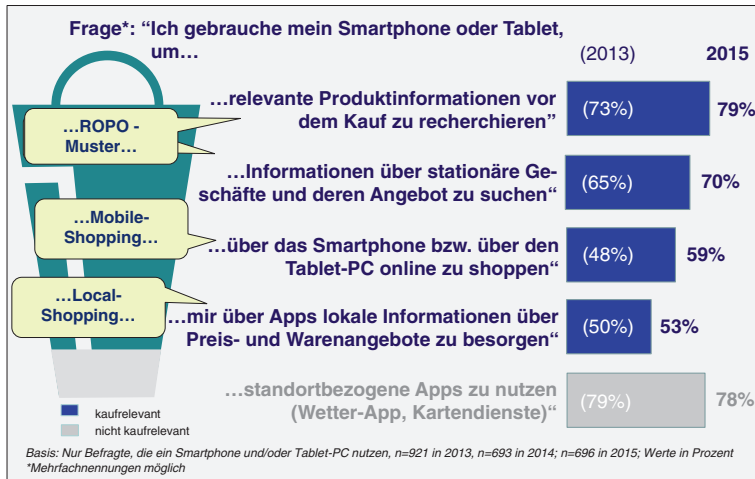 Frage*: “Ich gebrauche mein Smartphone oder Tablet,
um…
(2013) 2015
…relevante Produktinformationen vor
dem Kauf zu recherchieren”
(73%) 79%
…ROPO -
Muster…
…Informationen über stationäre Ge-
schäfte und deren Angebot zu suchen“
(65%) 70%
…Mobile-
Shopping…
…über das Smartphone bzw. über den
Tablet-PC online zu shoppen“
(48%) 59%
…Local-
Shopping…
…mir über Apps lokale Informationen über
Preis- und Warenangebote zu besorgen“
(50%) 53%
…standortbezogene Apps zu nutzen
(Wetter-App, Kartendienste)“
(79%) 78%
kaufrelevant
nicht kaufrelevant
Basis: Nur Befragte, die ein Smartphone und/oder Tablet-PC nutzen, n=921 in 2013, n=693 in 2014; n=696 in 2015; Werte in Prozent
*Mehrfachnennungen möglich